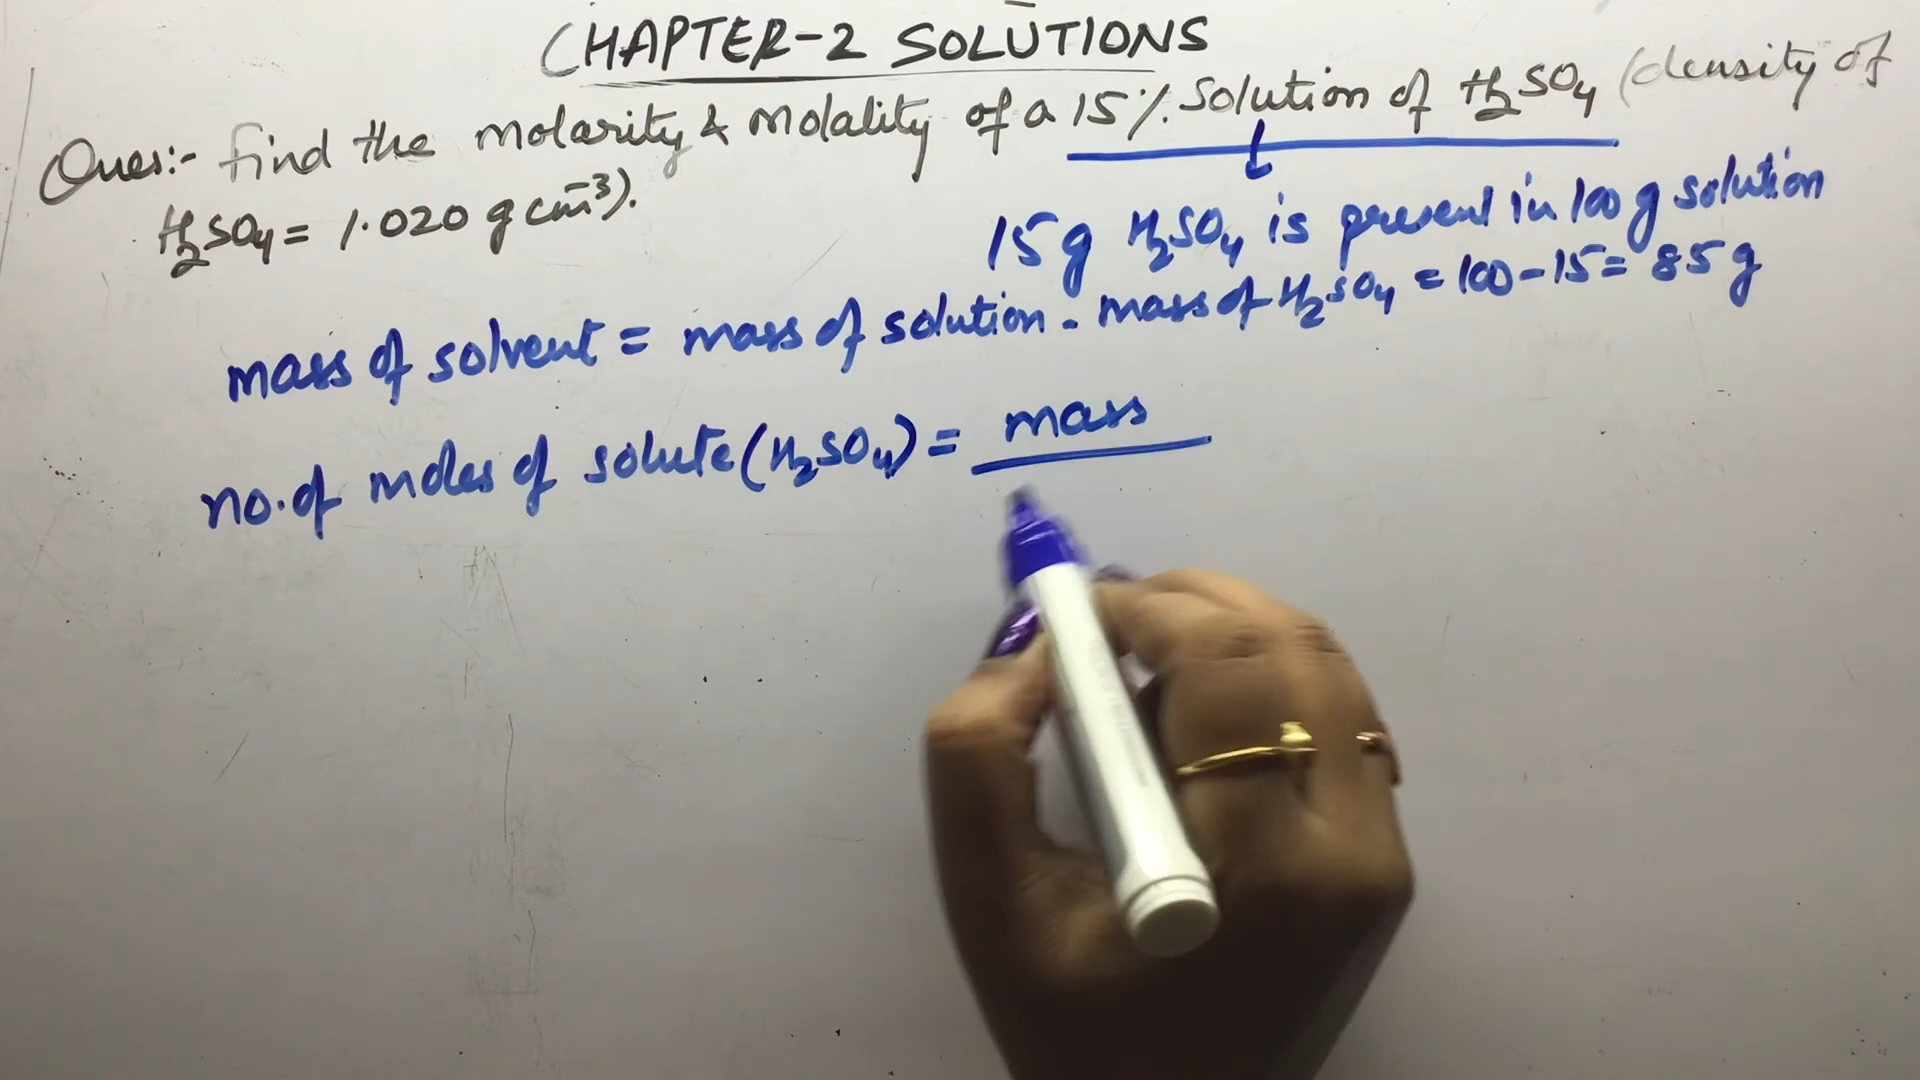 CHAPTER-2 SOLUTIONS
Ques:- find the molarity & molality of a 15% solution of H₂SO₄ (density of
H₂SO₄ = 1.020 g cm⁻³).
15g H₂SO₄ is present in 100 g solution
mass of solvent = mass of solution - mass of H₂SO₄ = 100 - 15 = 85 g
no. of moles of solute (H₂SO₄) = mass